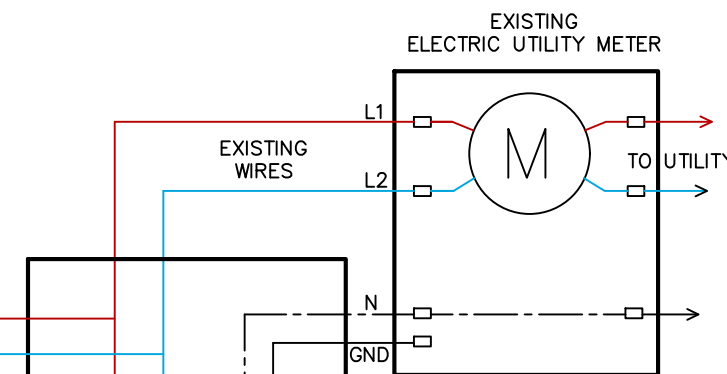 EXISTING
ELECTRIC UTILITY METER
L1
EXISTING
WIRES
M
TO UTILITY
L2
N
GND